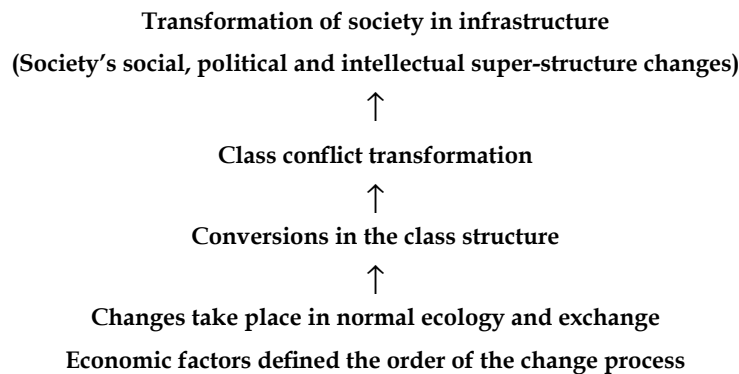 Transformation of society in infrastructure
(Society’s social, political and intellectual super-structure changes)
↑
Class conflict transformation
↑
Conversions in the class structure
↑
Changes take place in normal ecology and exchange
Economic factors defined the order of the change process